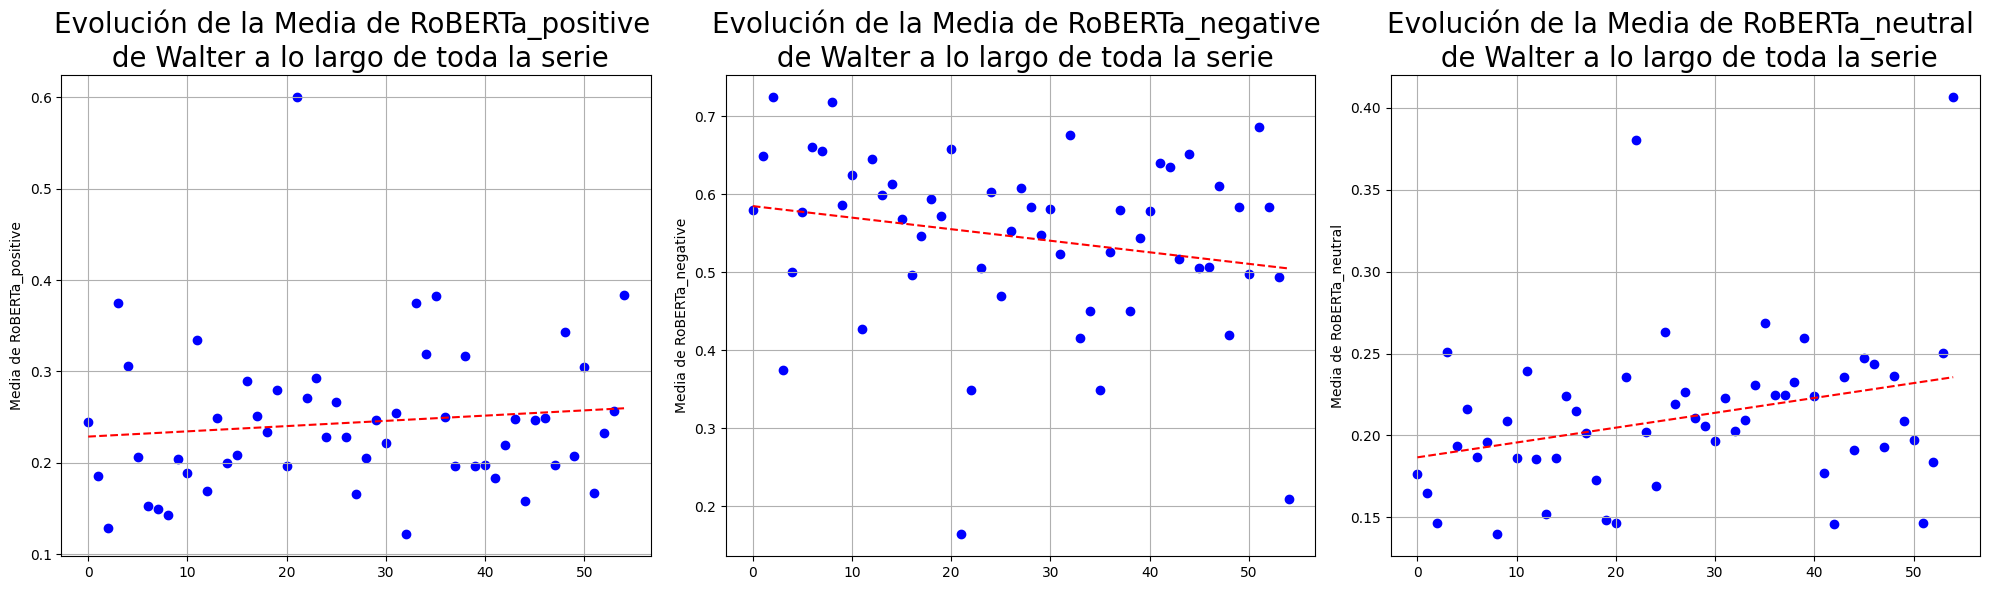 Evolución de la Media de RoBERTa_positive
de Walter a lo largo de toda la serie
Media de RoBERTa_positive
0.6
0.5
0.4
0.3
0.2
0.1
0 10 20 30 40 50
Evolución de la Media de RoBERTa_negative
de Walter a lo largo de toda la serie
Media de RoBERTa_negative
0.7
0.6
0.5
0.4
0.3
0.2
0 10 20 30 40 50
Evolución de la Media de RoBERTa_neutral
de Walter a lo largo de toda la serie
Media de RoBERTa_neutral
0.40
0.35
0.30
0.25
0.20
0.15
0 10 20 30 40 50